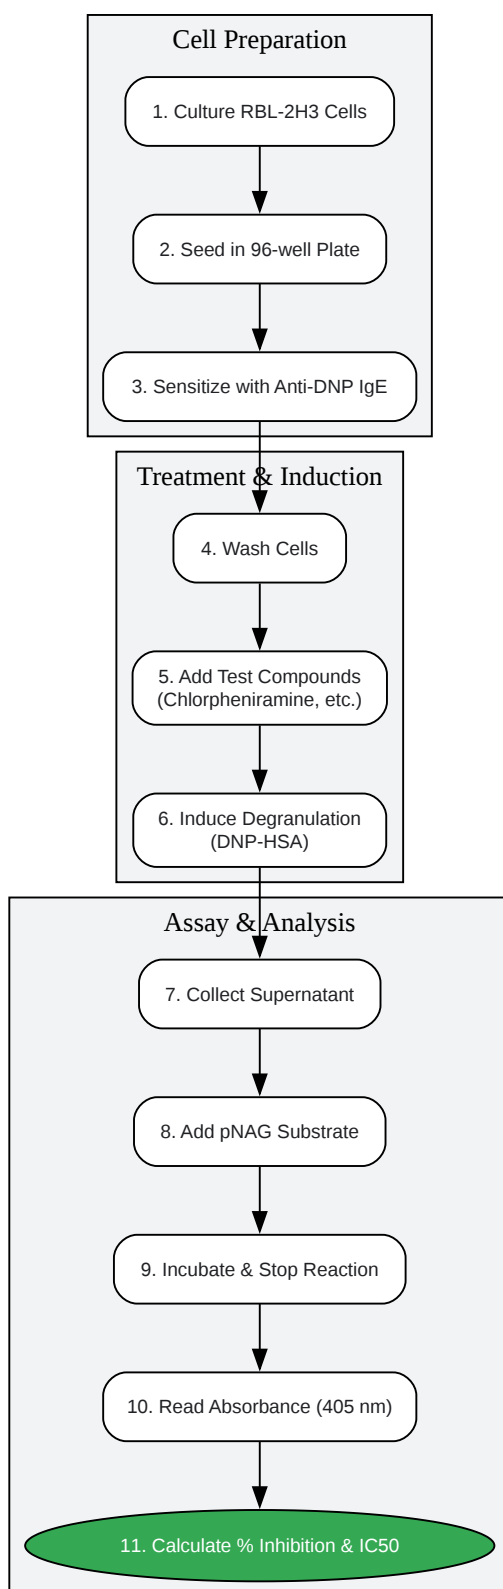 Cell Preparation
1. Culture RBL-2H3 Cells
2. Seed in 96-well Plate
3. Sensitize with Anti-DNP IgE
Treatment & Induction
4. Wash Cells
5. Add Test Compounds
(Chlorpheniramine, etc.)
6. Induce Degranulation
(DNP-HSA)
Assay & Analysis
7. Collect Supernatant
8. Add pNAG Substrate
9. Incubate & Stop Reaction
10. Read Absorbance (405 nm)
11. Calculate % Inhibition & IC50